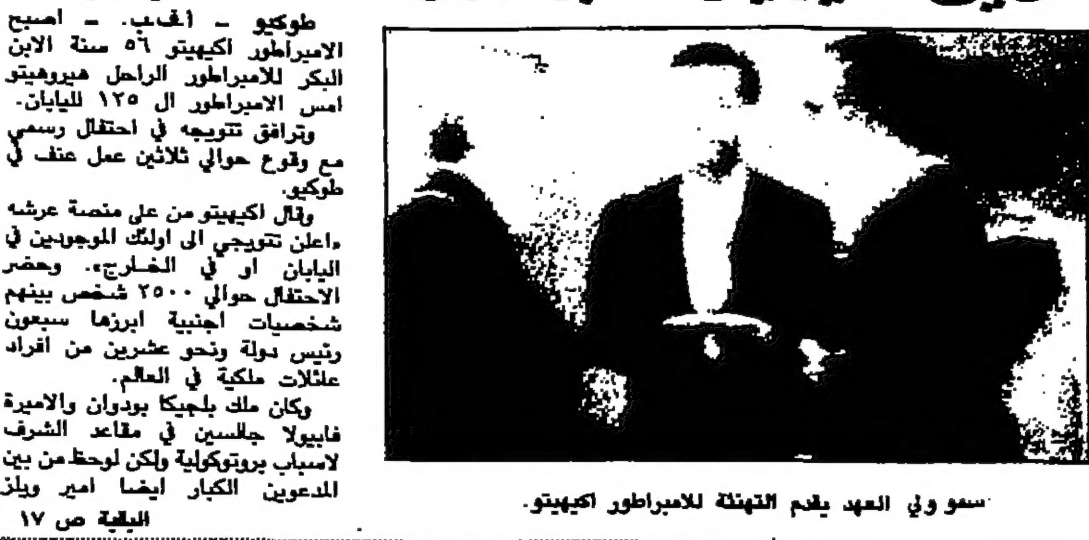 طوكيو - أ.ف.ب. - اصبح
الامبراطور اكيهيتو ٥٦ سنة الابن
البكر للامبراطور الراحل هيروهيتو
امس الامبراطور ال ١٢٥ لليابان.
وترافق تتويجه في احتفال رسمي
مع وقوع حوالي ثلاثين عمل عنف في
طوكيو.
وقال اكيهيتو من على منصة عرشه
«اعلن تتويجي الى اولئك الموجودين في
اليابان او في الخارج». وحضر
الاحتفال حوالي ٢٥٠٠ شخص بينهم
شخصيات اجنبية ابرزها سبعون
رئيس دولة ونحو عشرين من افراد
عائلات ملكية في العالم.
وكان ملك بلجيكا بودوان والاميرة
فابيولا جالسين في مقاعد الشرف
لاسباب بروتوكولية ولكن لوحظ من بين
المدعوين الكبار ايضا امير ويلز
البقية ص ١٧
سمو ولي العهد يقدم التهنئة للامبراطور اكيهيتو.